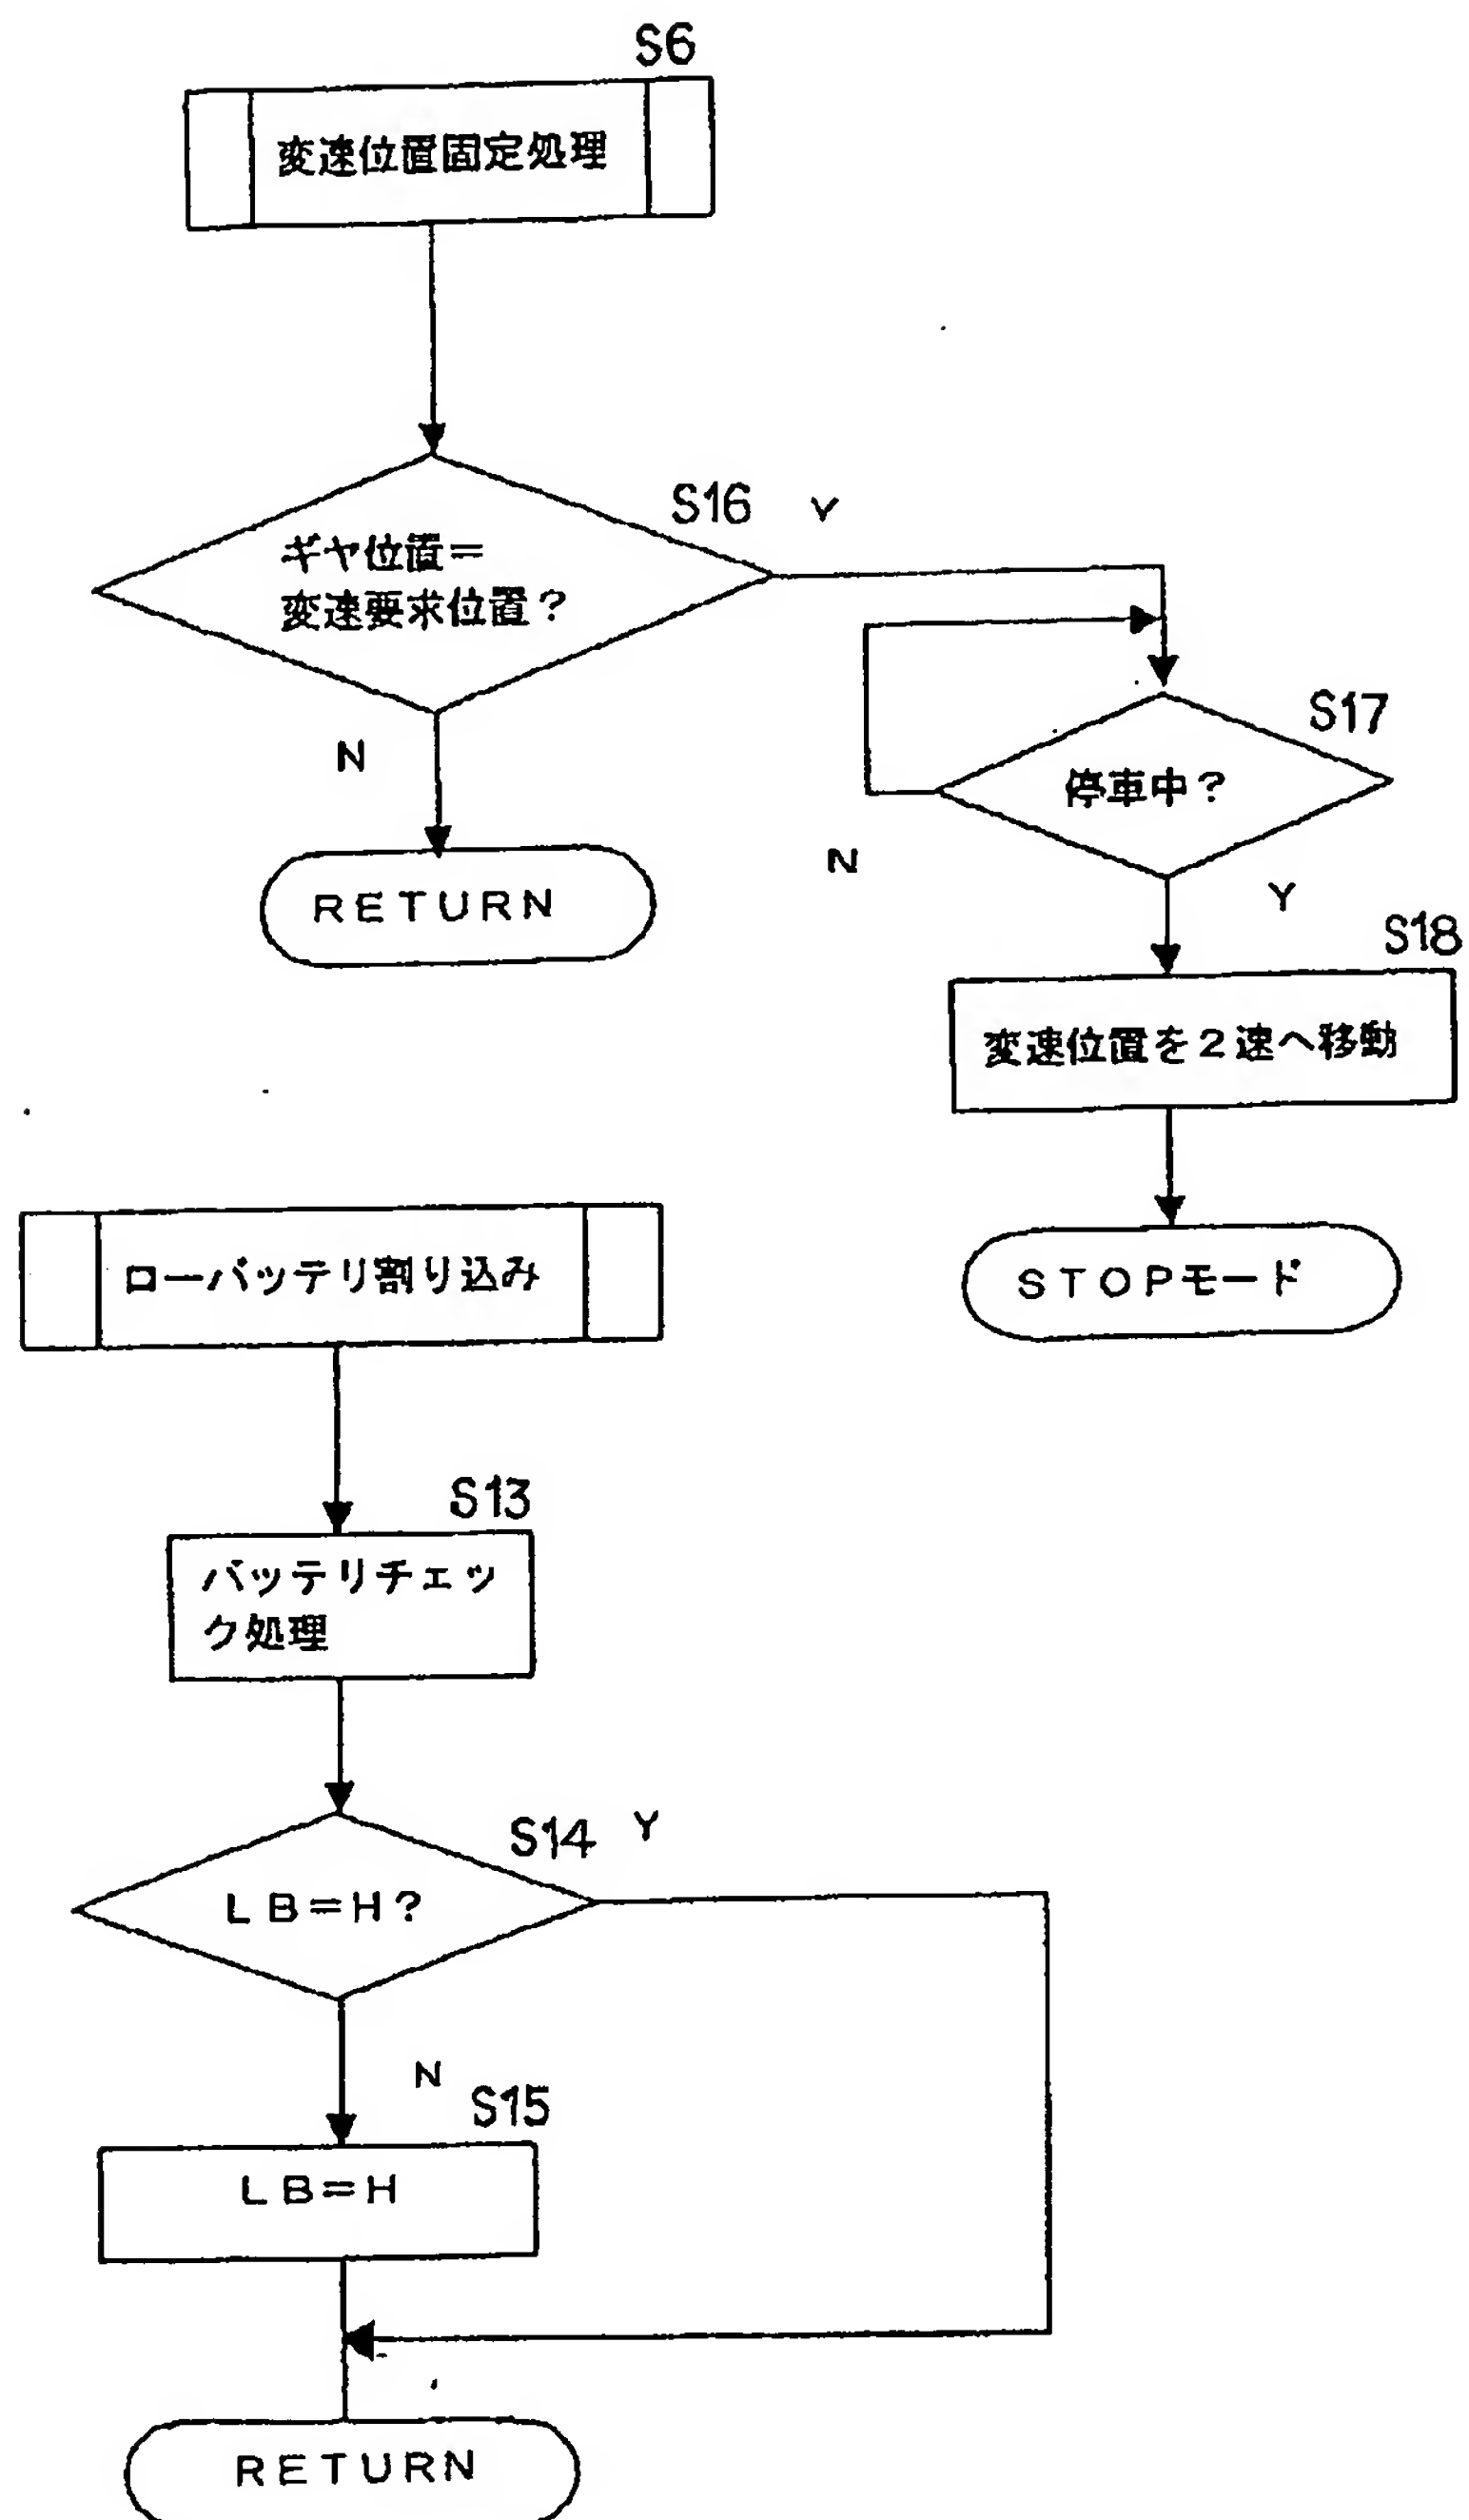 S6
変速位置固定処理
S16
Y
ギヤ位置＝
変速要求位置？
N
RETURN
S17
停車中？
N
Y
S18
変速位置を２速へ移動
STOPモード
ローバッテリ割り込み
S13
バッテリチェッ
ク処理
S14
Y
LB＝H？
N
S15
LB＝H
RETURN